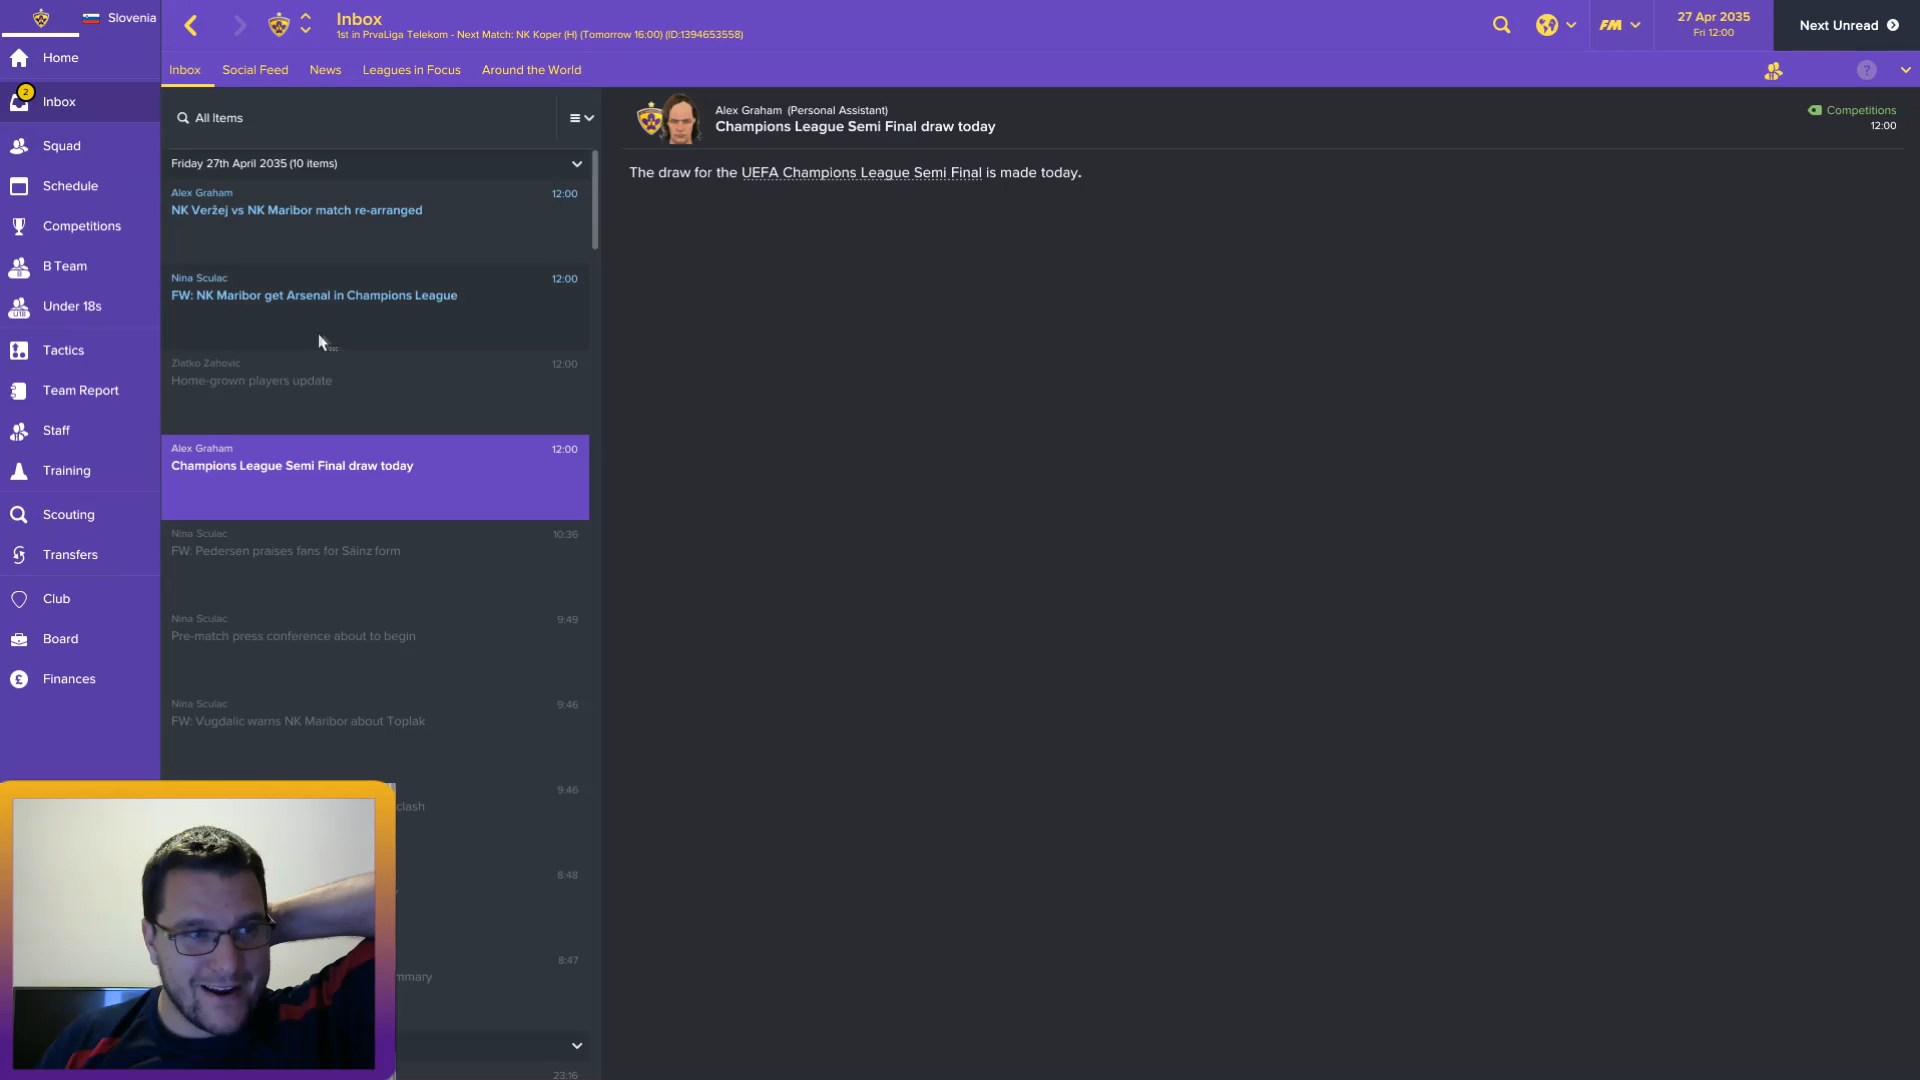 Slovenia
Inbox
1st in PrvaLiga Telekom - Next Match: NK Koper (H) (Tomorrow 16:00) (ID:1394653558)
FM
27 Apr 2035
Fri 12:00
Next Unread
Home
2
Inbox
Squad
Schedule
Competitions
B Team
Under 18s
Tactics
Team Report
Staff
Training
Scouting
Transfers
Club
Board
Finances
Inbox Social Feed News Leagues in Focus Around the World
?
All Items
Friday 27th April 2035 (10 items)
Alex Graham 12:00
NK Veržej vs NK Maribor match re-arranged
Nina Sculac 12:00
FW: NK Maribor get Arsenal in Champions League
Zlatko Zahovic 12:00
Home-grown players update
Alex Graham 12:00
Champions League Semi Final draw today
Nina Sculac 10:36
FW: Pedersen praises fans for Sáinz form
Nina Sculac 9:49
Pre-match press conference about to begin
Nina Sculac 9:46
FW: Vugdalic warns NK Maribor about Toplak
9:46
clash
8:48
8:47
mmary
23:16
Alex Graham (Personal Assistant)
Champions League Semi Final draw today
Competitions
12:00
The draw for the UEFA Champions League Semi Final is made today.